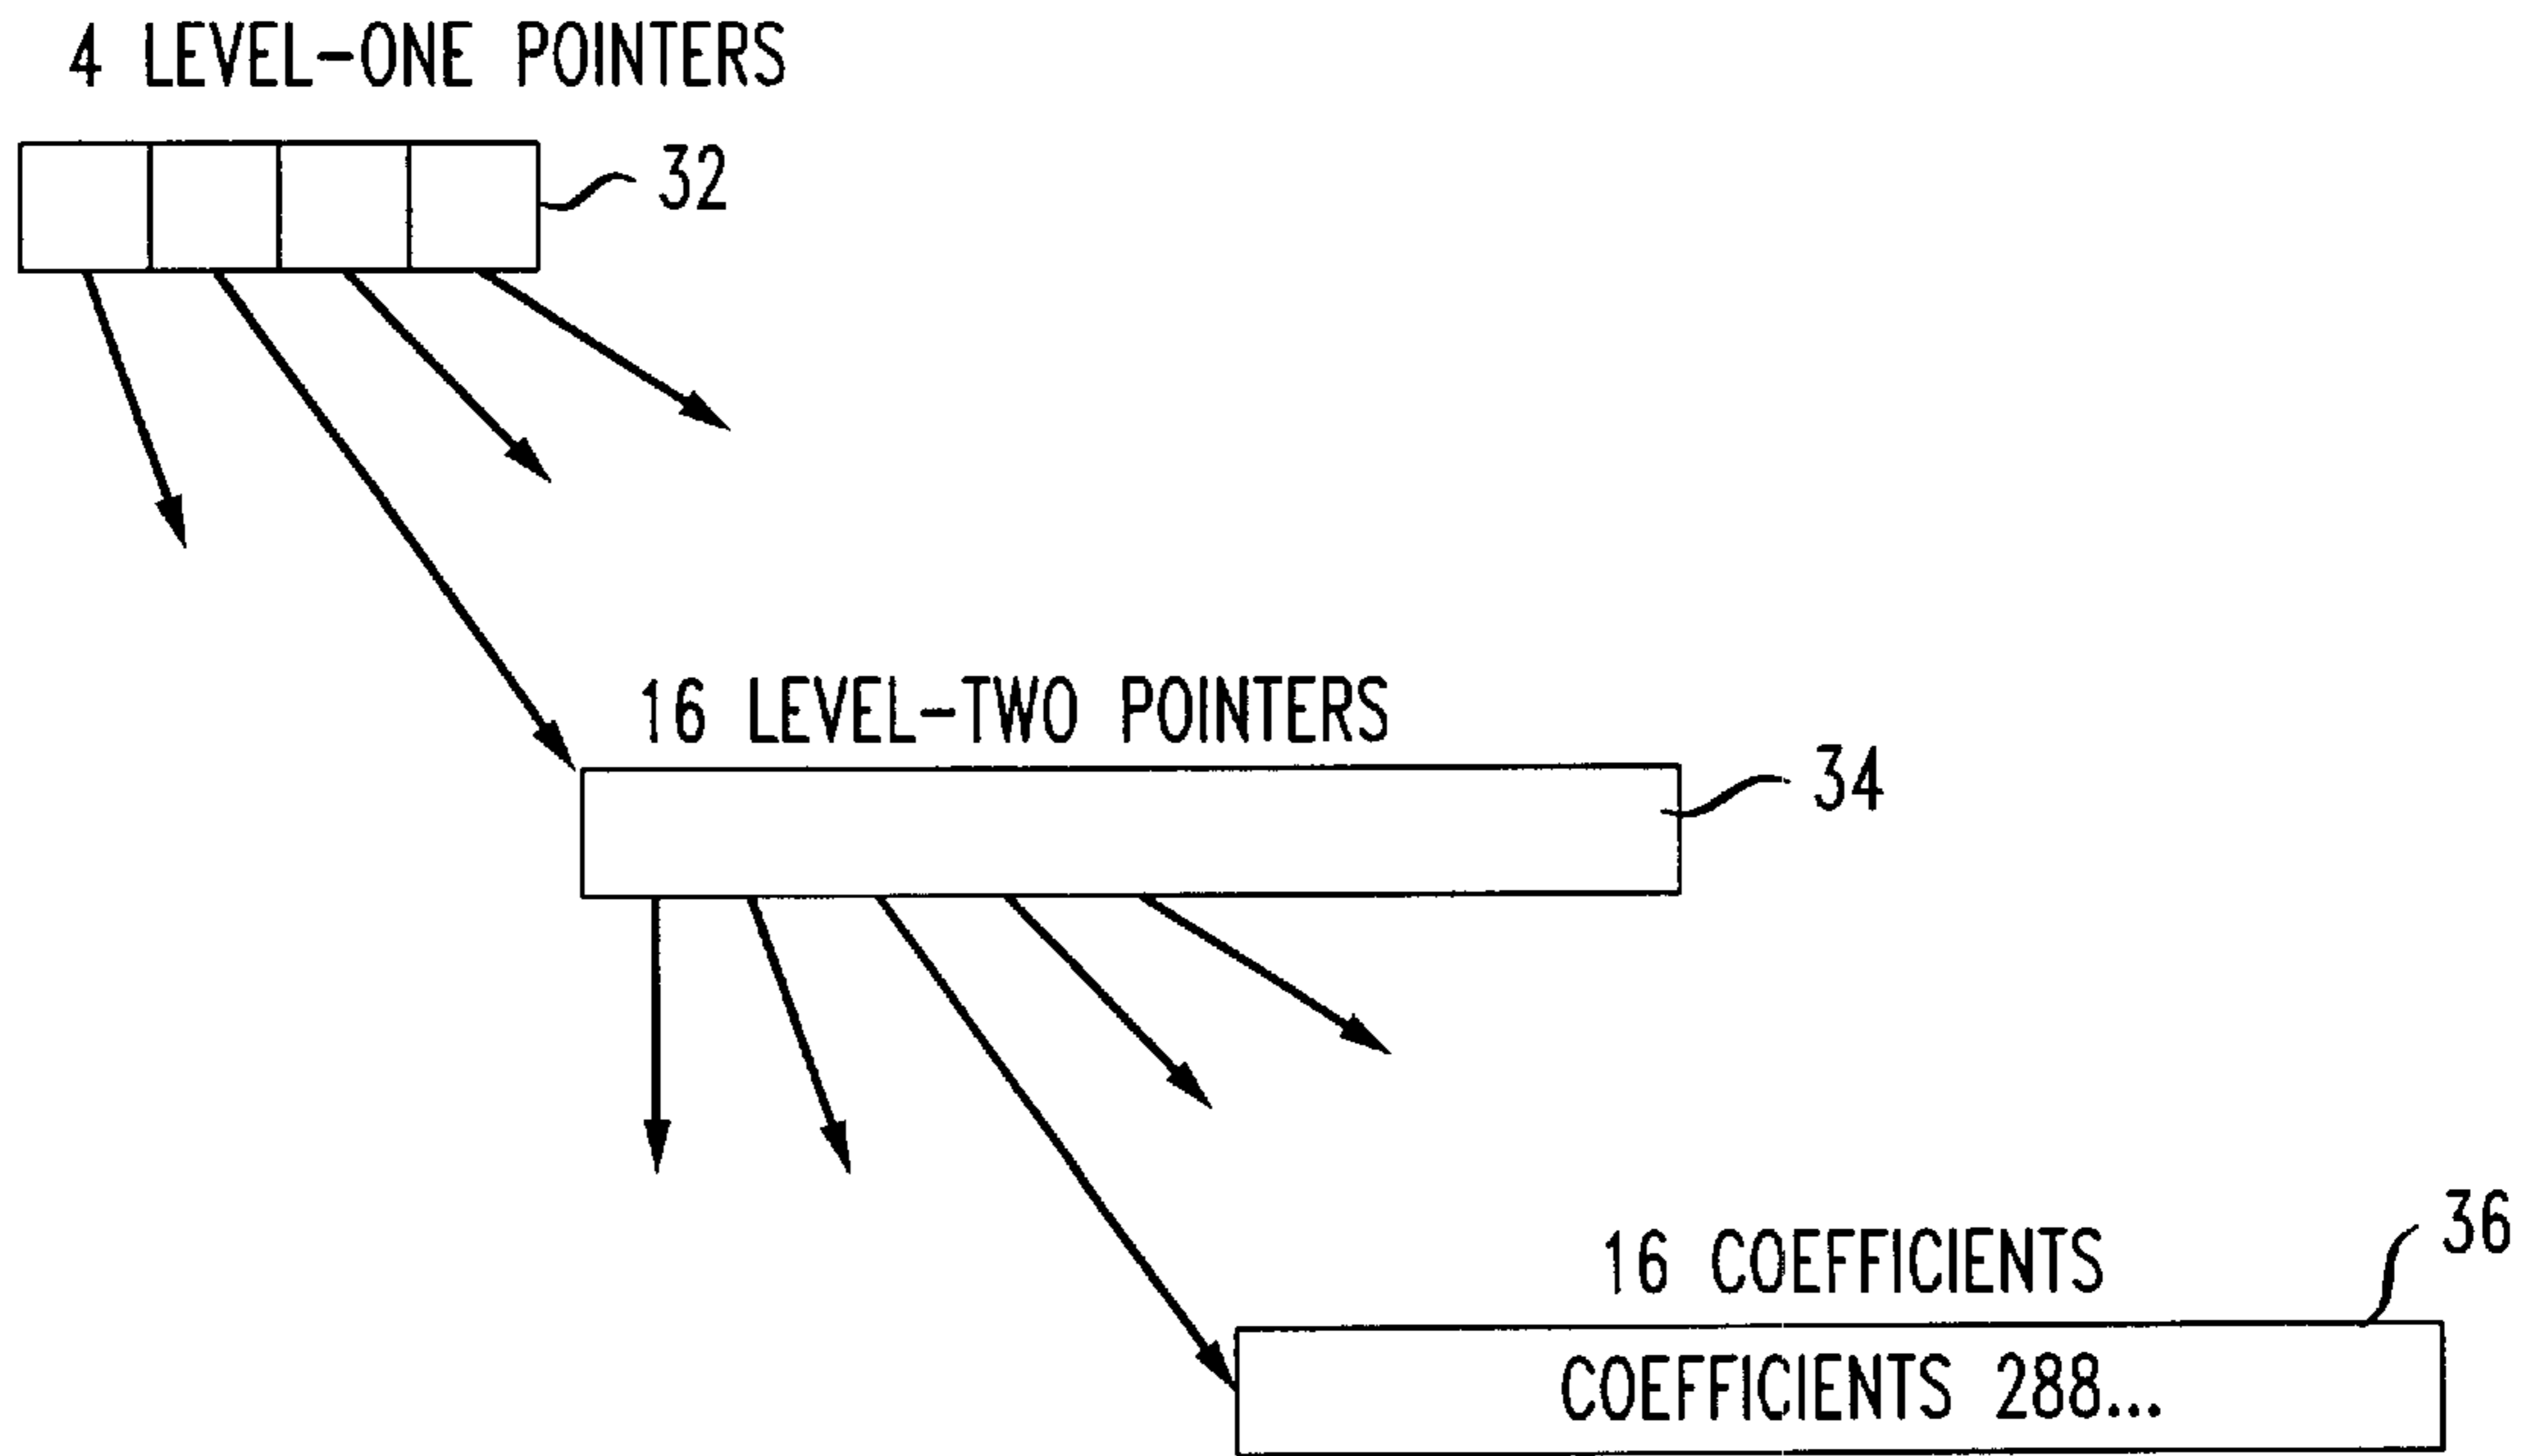 4 LEVEL-ONE POINTERS
32
16 LEVEL-TWO POINTERS
34
16 COEFFICIENTS
36
COEFFICIENTS 288...